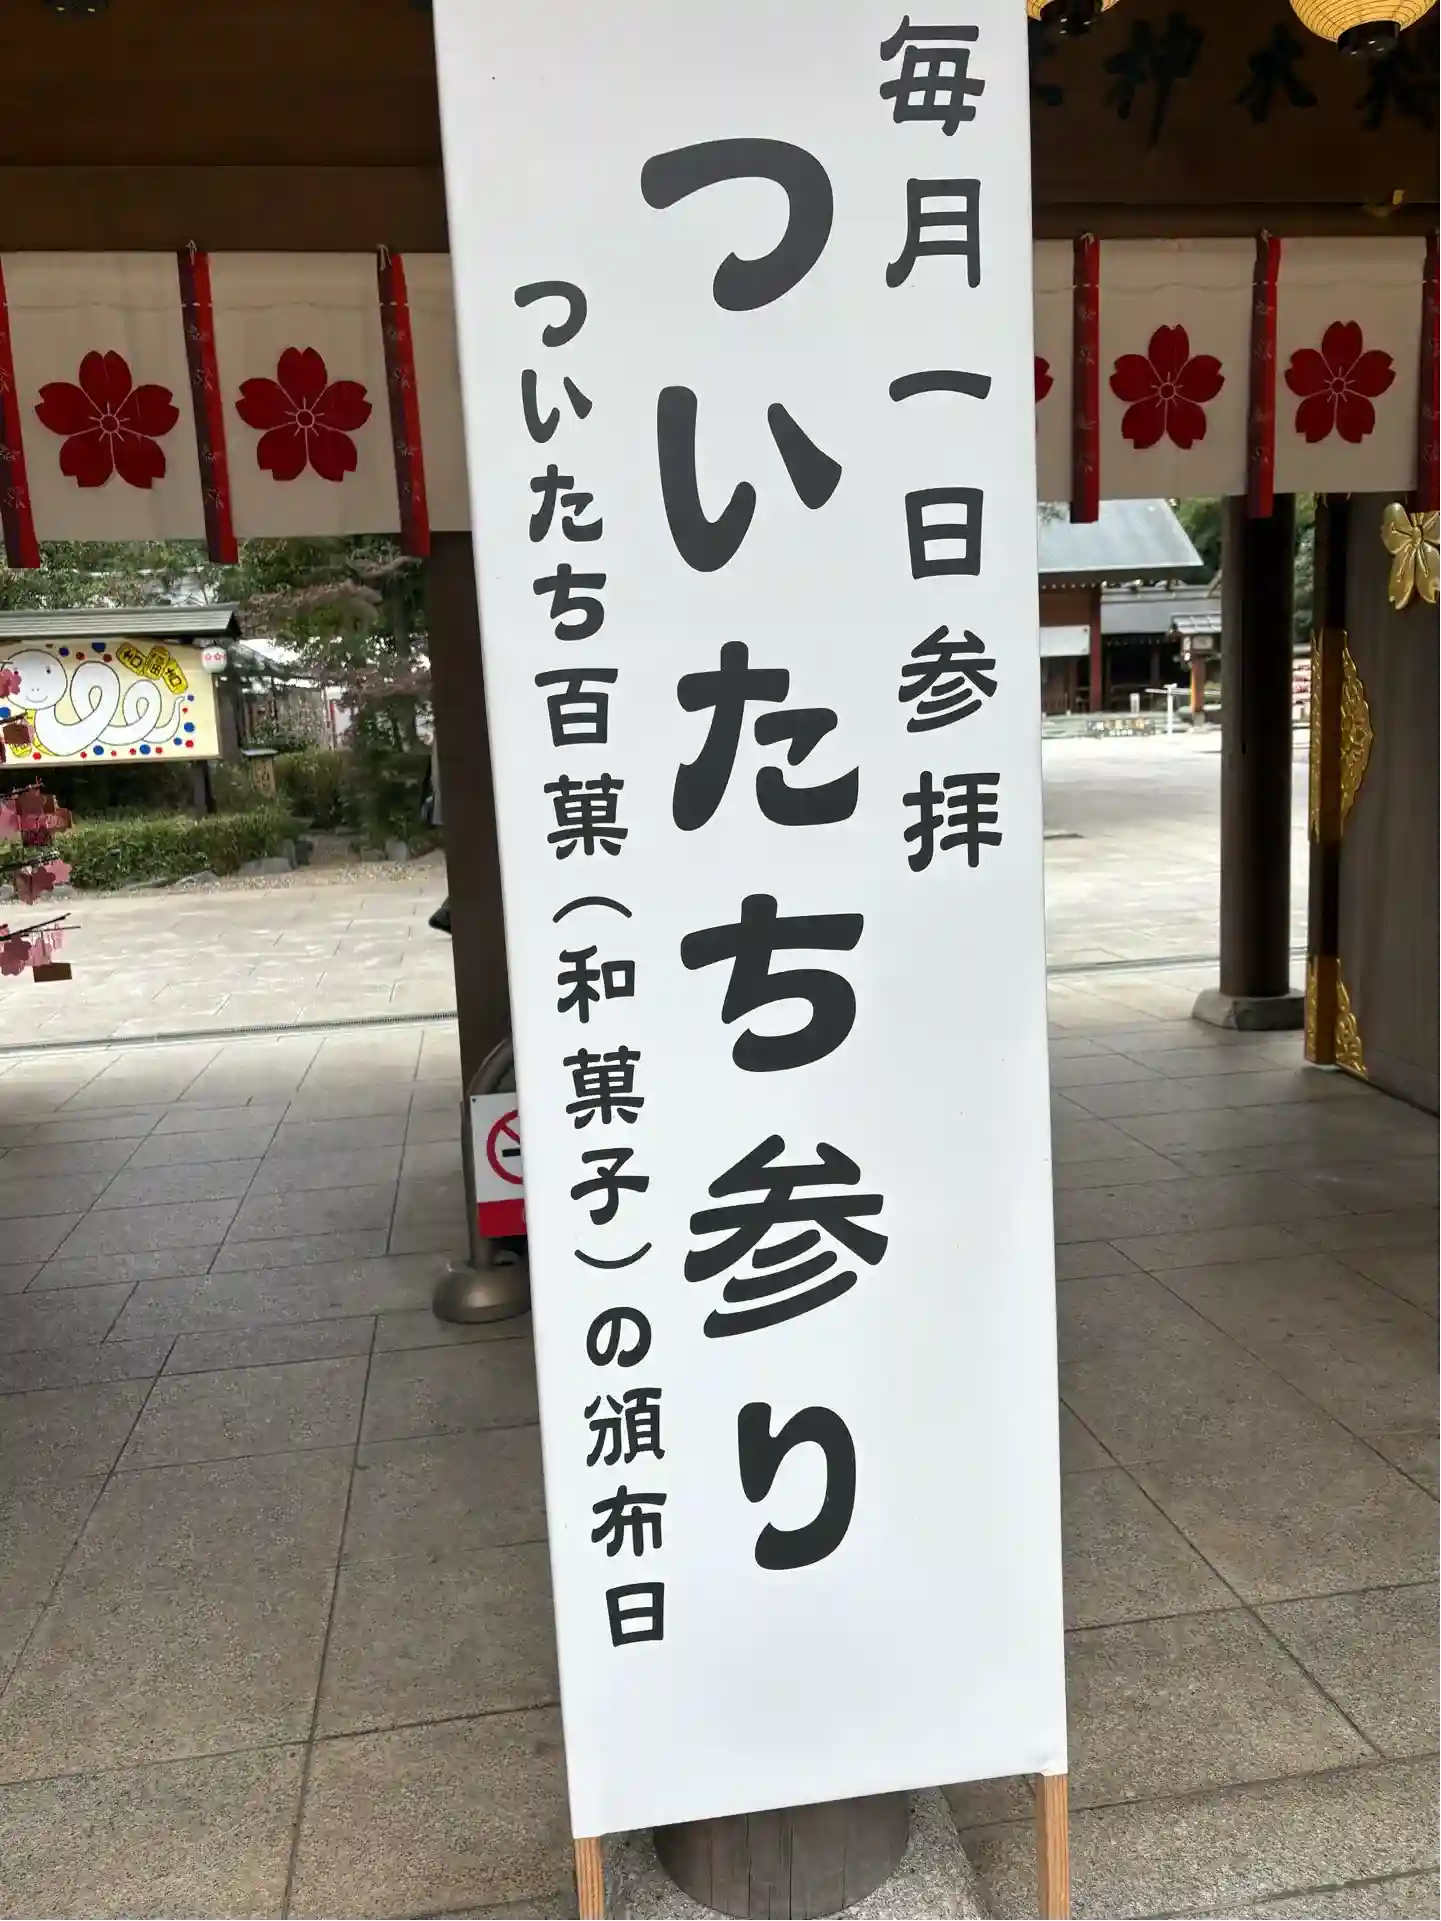 毎月一日参拝
ついたち参り
ついたち百菓(和菓子)の頒布日